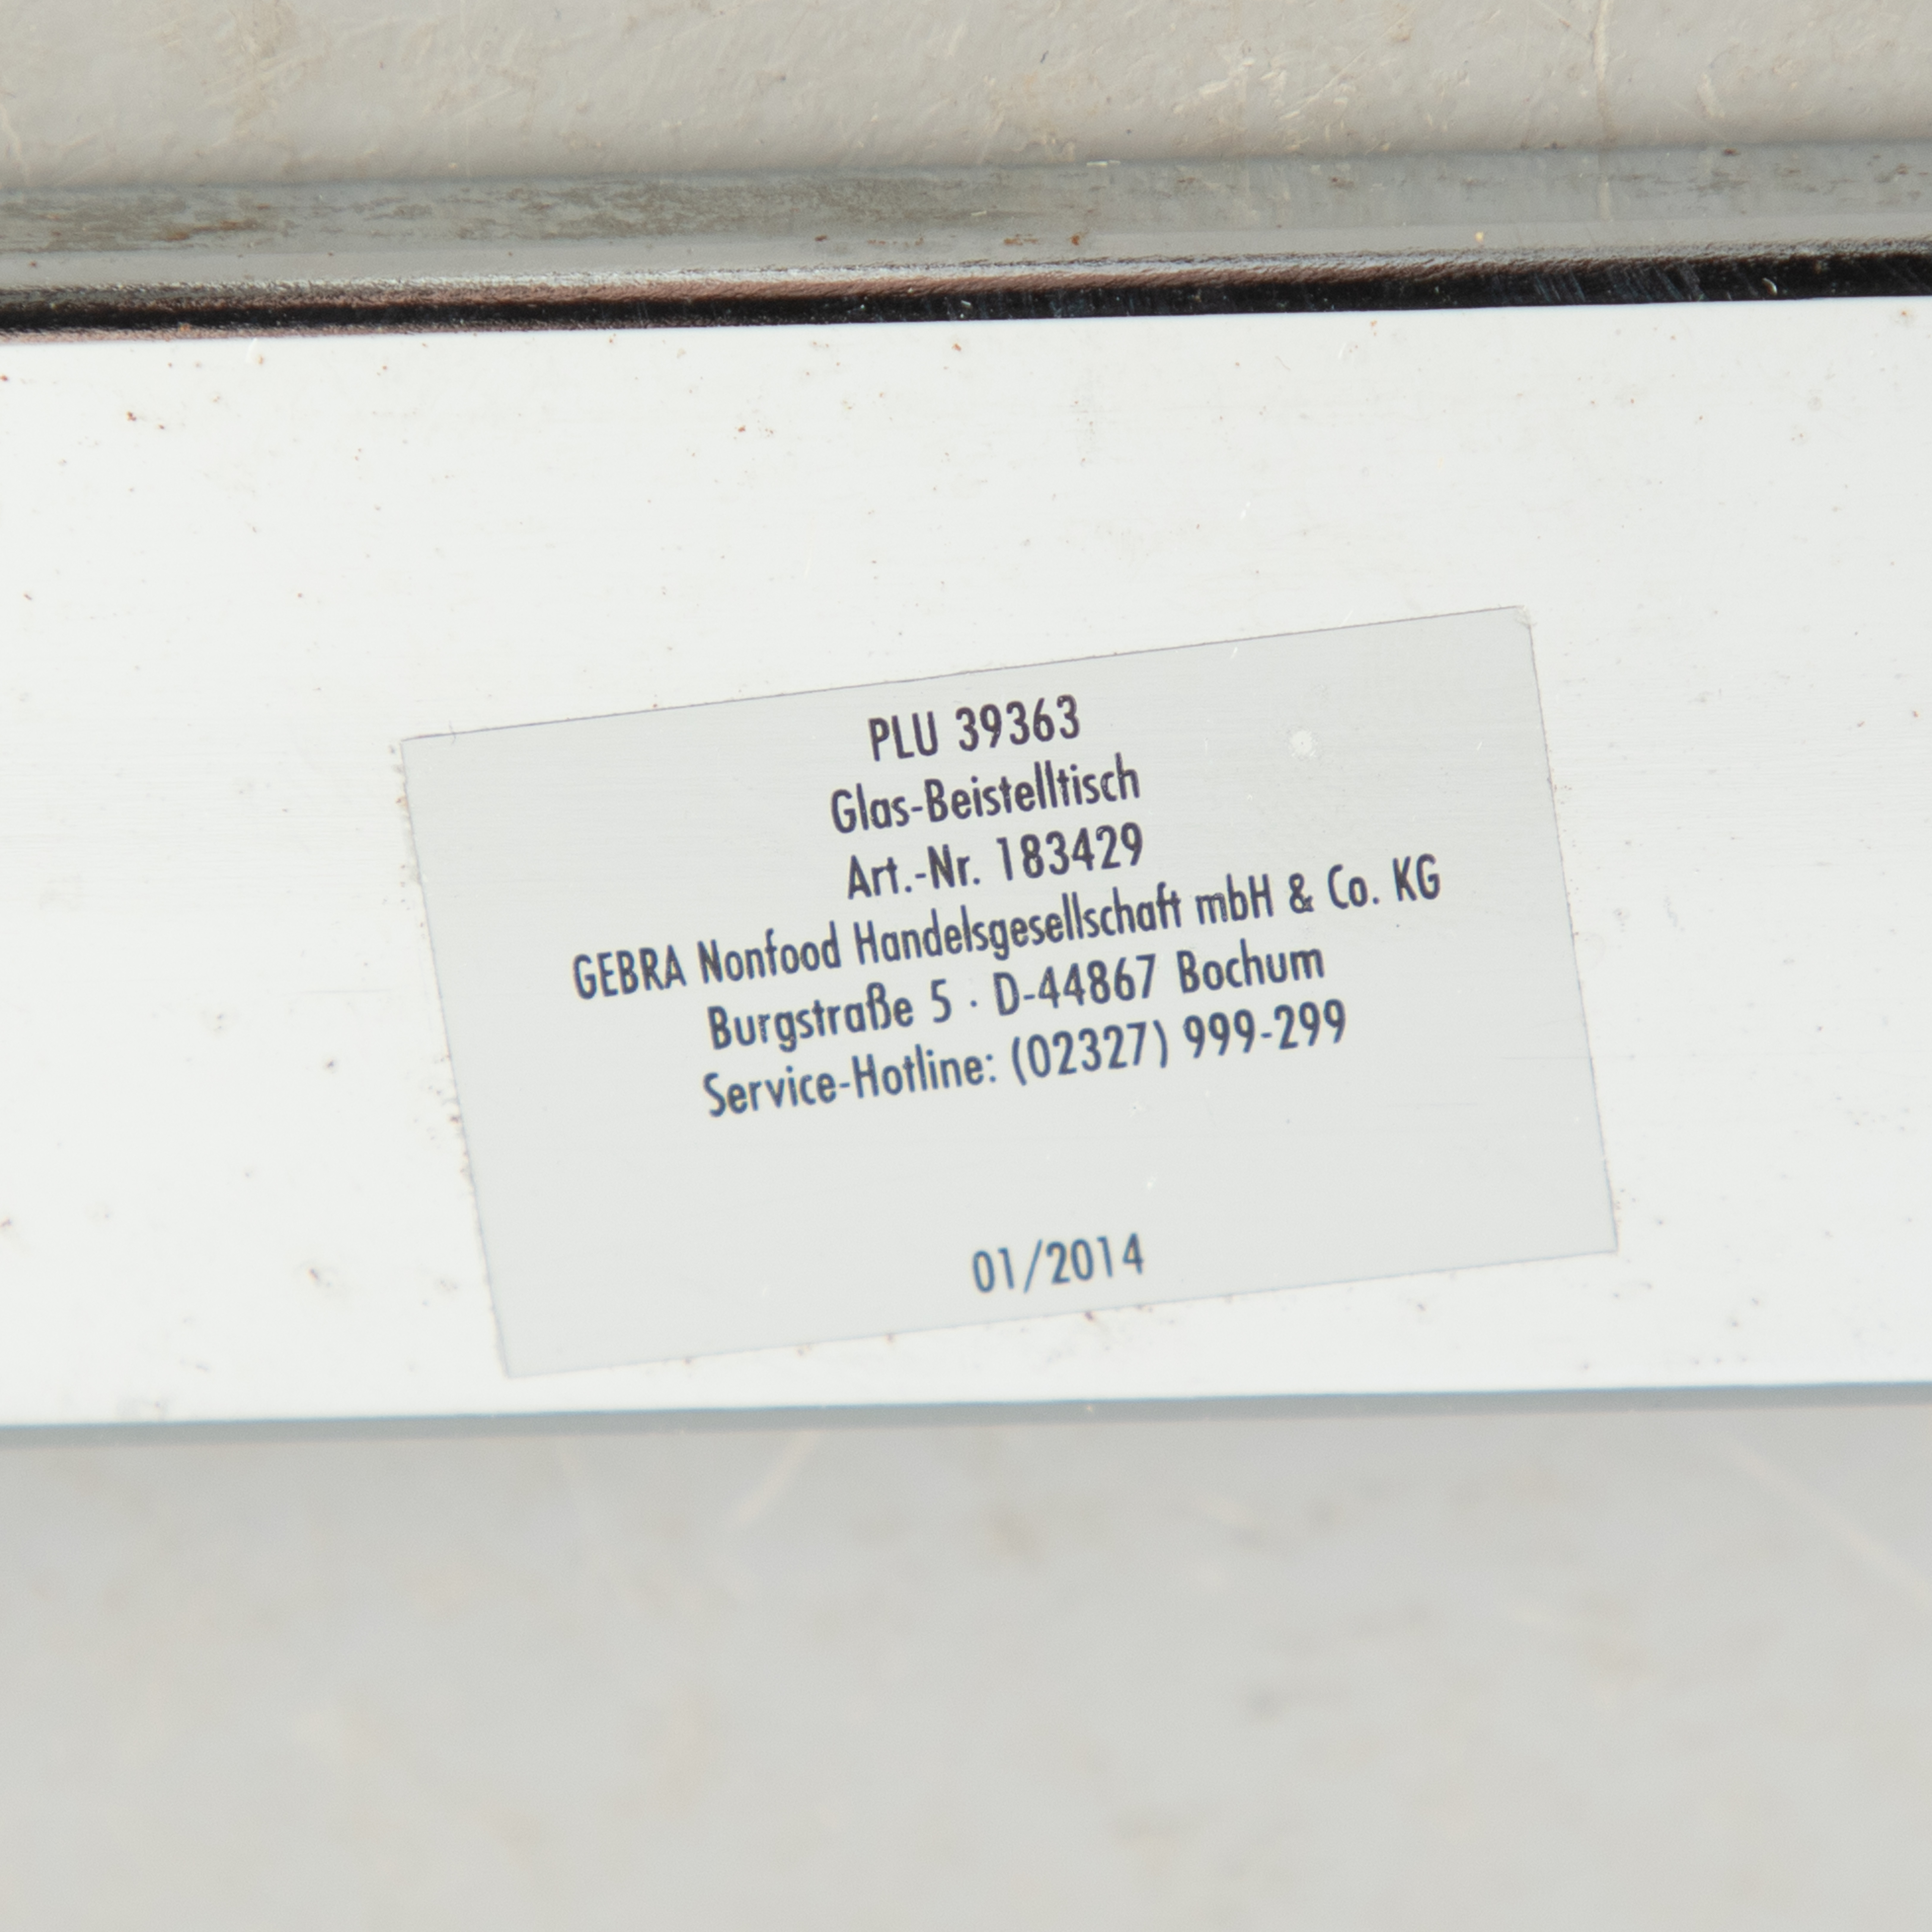 PLU 39363
Glas-Beistelltisch
Art.-Nr. 183429
GEBRA Nonfood Handelsgesellschaft mbH & Co. KG
Burgstraße 5 · D-44867 Bochum
Service-Hotline: (02327) 999-299
01/2014